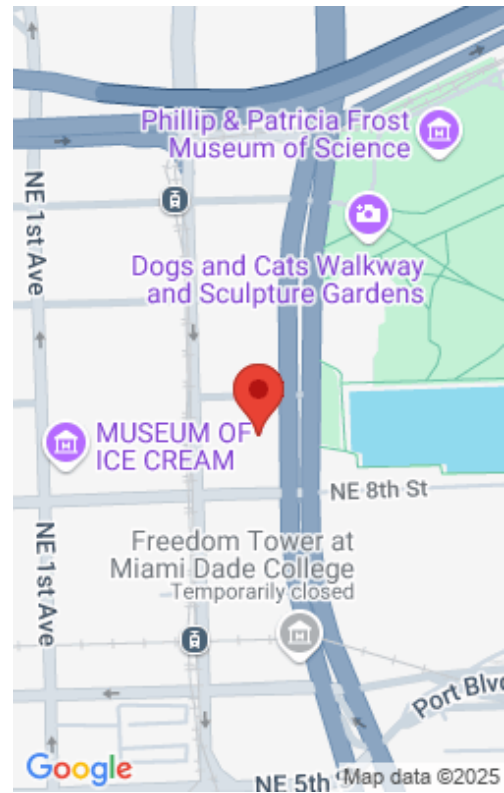 Phillip & Patricia Frost
Museum of Science
NE 1st Ave
Dogs and Cats Walkway
and Sculpture Gardens
MUSEUM OF
ICE CREAM
NE 8th St
NE 1st Ave
Freedom Tower at
Miami Dade College
Temporarily closed
Port Blv
NE 5th S
Google
Map data ©2025